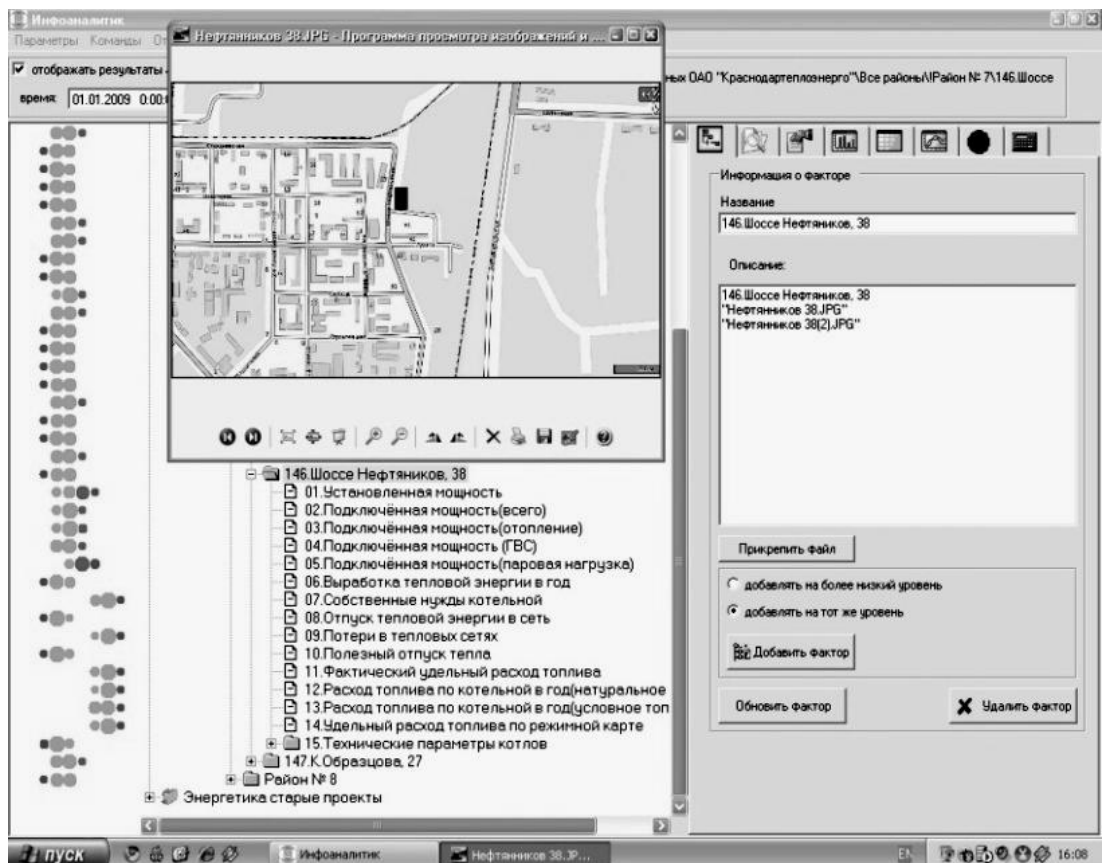 Инфоаналитик
Параметры Команды От
Нефтянников 38.JPG - Программа просмотра изображений и ...
отображать результаты
ных ОАО "Краснодартеплоэнерго"\Все районы\!Район № 7\146.Шоссе
время: 01.01.2009 0:00:
Информация о факторе
Название
146.Шоссе Нефтяников, 38
Описание:
146.Шоссе Нефтяников, 38
"Нефтянников 38.JPG"
"Нефтянников 38(2).JPG"
Прикрепить файл
добавлять на более низкий уровень
добавлять на тот же уровень
Добавить фактор
Обновить фактор
Удалить фактор
146.Шоссе Нефтяников, 38
01.Установленная мощность
02.Подключённая мощность(всего)
03.Подключённая мощность(отопление)
04.Подключённая мощность (ГВС)
05.Подключённая мощность(паровая нагрузка)
06.Выработка тепловой энергии в год
07.Собственные нужды котельной
08.Отпуск тепловой энергии в сеть
09.Потери в тепловых сетях
10.Полезный отпуск тепла
11.Фактический удельный расход топлива
12.Расход топлива по котельной в год(натуральное
13.Расход топлива по котельной в год(условное топ
14.Удельный расход топлива по режимной карте
15.Технические параметры котлов
147.К.Образцова, 27
Район № 8
Энергетика старые проекты
пуск
Инфоаналитик
Нефтянников 38.JP...
EN
16:08